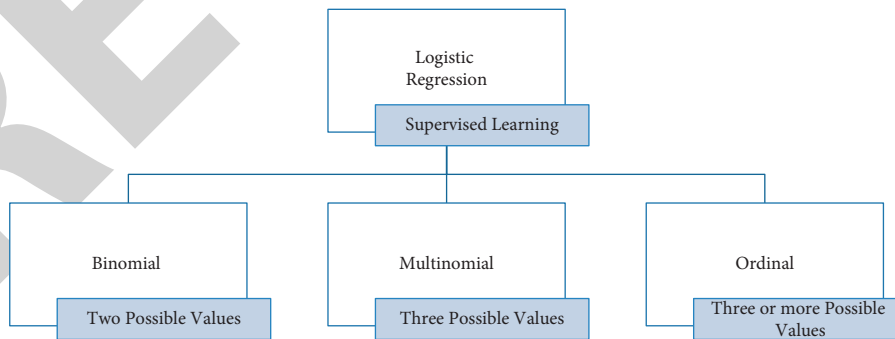 Logistic
Regression
Supervised Learning
Binomial
Two Possible Values
Multinomial
Three Possible Values
Ordinal
Three or more Possible
Values